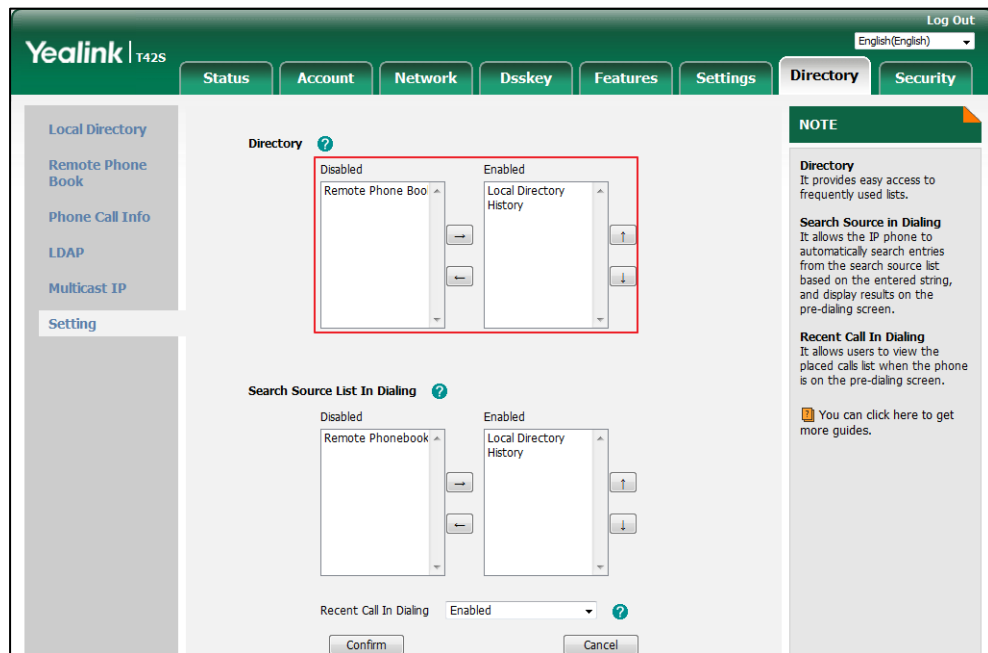 Log Out
English(English)
Yealink | T42S
Status Account Network Dsskey Features Settings Directory Security
Local Directory
Remote Phone
Book
Phone Call Info
LDAP
Multicast IP
Setting
Directory ?
Disabled Enabled
Remote Phone Boo Local Directory
History
→ ↑
← ↓
Search Source List In Dialing ?
Disabled Enabled
Remote Phonebook Local Directory
History
→ ↑
← ↓
Recent Call In Dialing Enabled ?
Confirm Cancel
NOTE
Directory
It provides easy access to
frequently used lists.
Search Source in Dialing
It allows the IP phone to
automatically search entries
from the search source list
based on the entered string,
and display results on the
pre-dialing screen.
Recent Call In Dialing
It allows users to view the
placed calls list when the phone
is on the pre-dialing screen.
? You can click here to get
more guides.